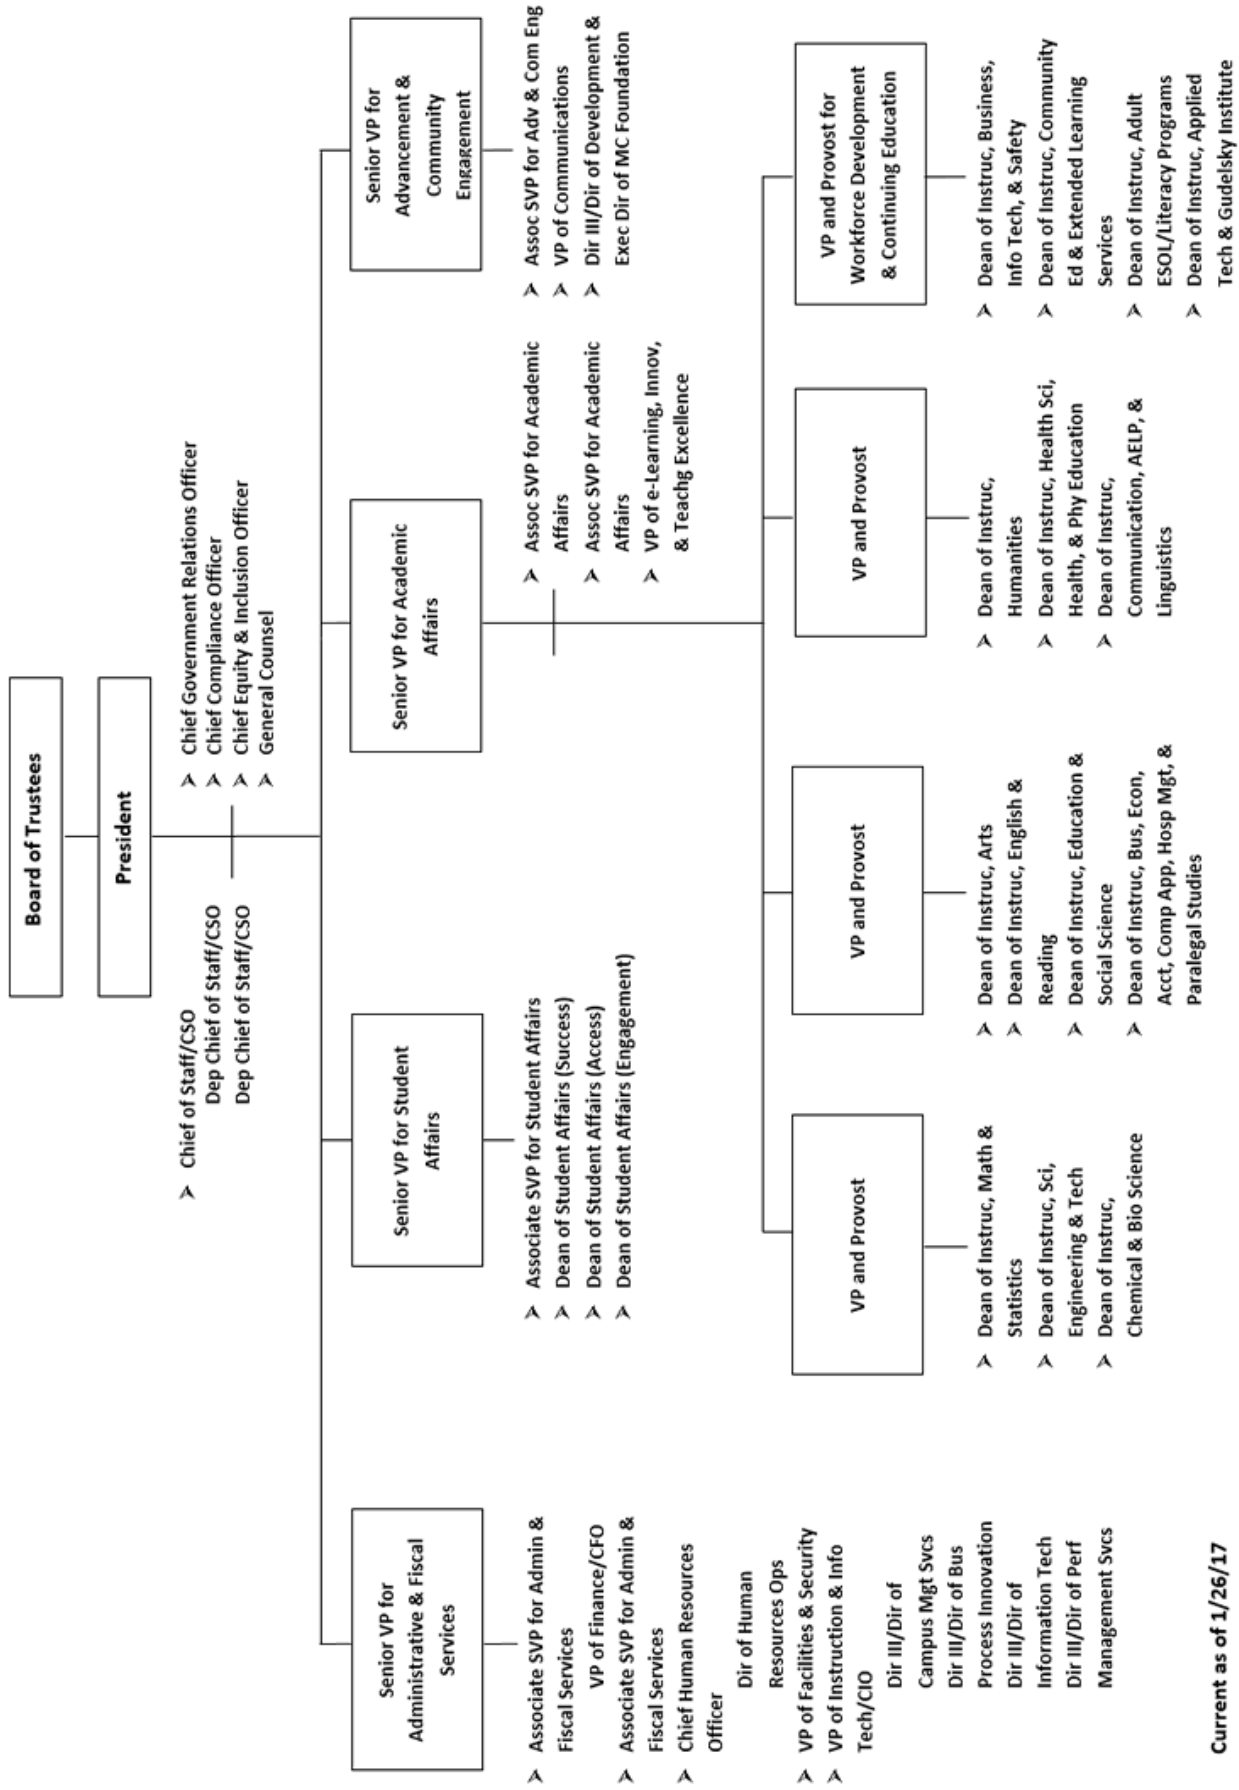 Board of Trustees
President
Chief of Staff/CSO
Dep Chief of Staff/CSO
Dep Chief of Staff/CSO
Chief Government Relations Officer
Chief Compliance Officer
Chief Equity & Inclusion Officer
General Counsel
Senior VP for
Administrative & Fiscal
Services
Associate SVP for Admin &
Fiscal Services
VP of Finance/CFO
Associate SVP for Admin &
Fiscal Services
Chief Human Resources
Officer
Dir of Human
Resources Ops
VP of Facilities & Security
VP of Instruction & Info
Tech/CIO
Dir III/Dir of
Campus Mgt Svcs
Dir III/Dir of Bus
Process Innovation
Dir III/Dir of
Information Tech
Dir III/Dir of Perf
Management Svcs
Senior VP for Student
Affairs
Associate SVP for Student Affairs
Dean of Student Affairs (Success)
Dean of Student Affairs (Access)
Dean of Student Affairs (Engagement)
Senior VP for Academic
Affairs
Assoc SVP for Academic
Affairs
Assoc SVP for Academic
Affairs
VP of e-Learning, Innov,
& Teachg Excellence
Senior VP for
Advancement &
Community
Engagement
Assoc SVP for Adv & Com Eng
VP of Communications
Dir III/Dir of Development &
Exec Dir of MC Foundation
VP and Provost
Dean of Instruc, Math &
Statistics
Dean of Instruc, Sci,
Engineering & Tech
Dean of Instruc,
Chemical & Bio Science
VP and Provost
Dean of Instruc, Arts
Dean of Instruc, English &
Reading
Dean of Instruc, Education &
Social Science
Dean of Instruc, Bus, Econ,
Acct, Comp App, Hosp Mgt, &
Paralegal Studies
VP and Provost
Dean of Instruc,
Humanities
Dean of Instruc, Health Sci,
Health, & Phy Education
Dean of Instruc,
Communication, AELP, &
Linguistics
VP and Provost for
Workforce Development
& Continuing Education
Dean of Instruc, Business,
Info Tech, & Safety
Dean of Instruc, Community
Ed & Extended Learning
Services
Dean of Instruc, Adult
ESOL/Literacy Programs
Dean of Instruc, Applied
Tech & Gudelsky Institute
Current as of 1/26/17